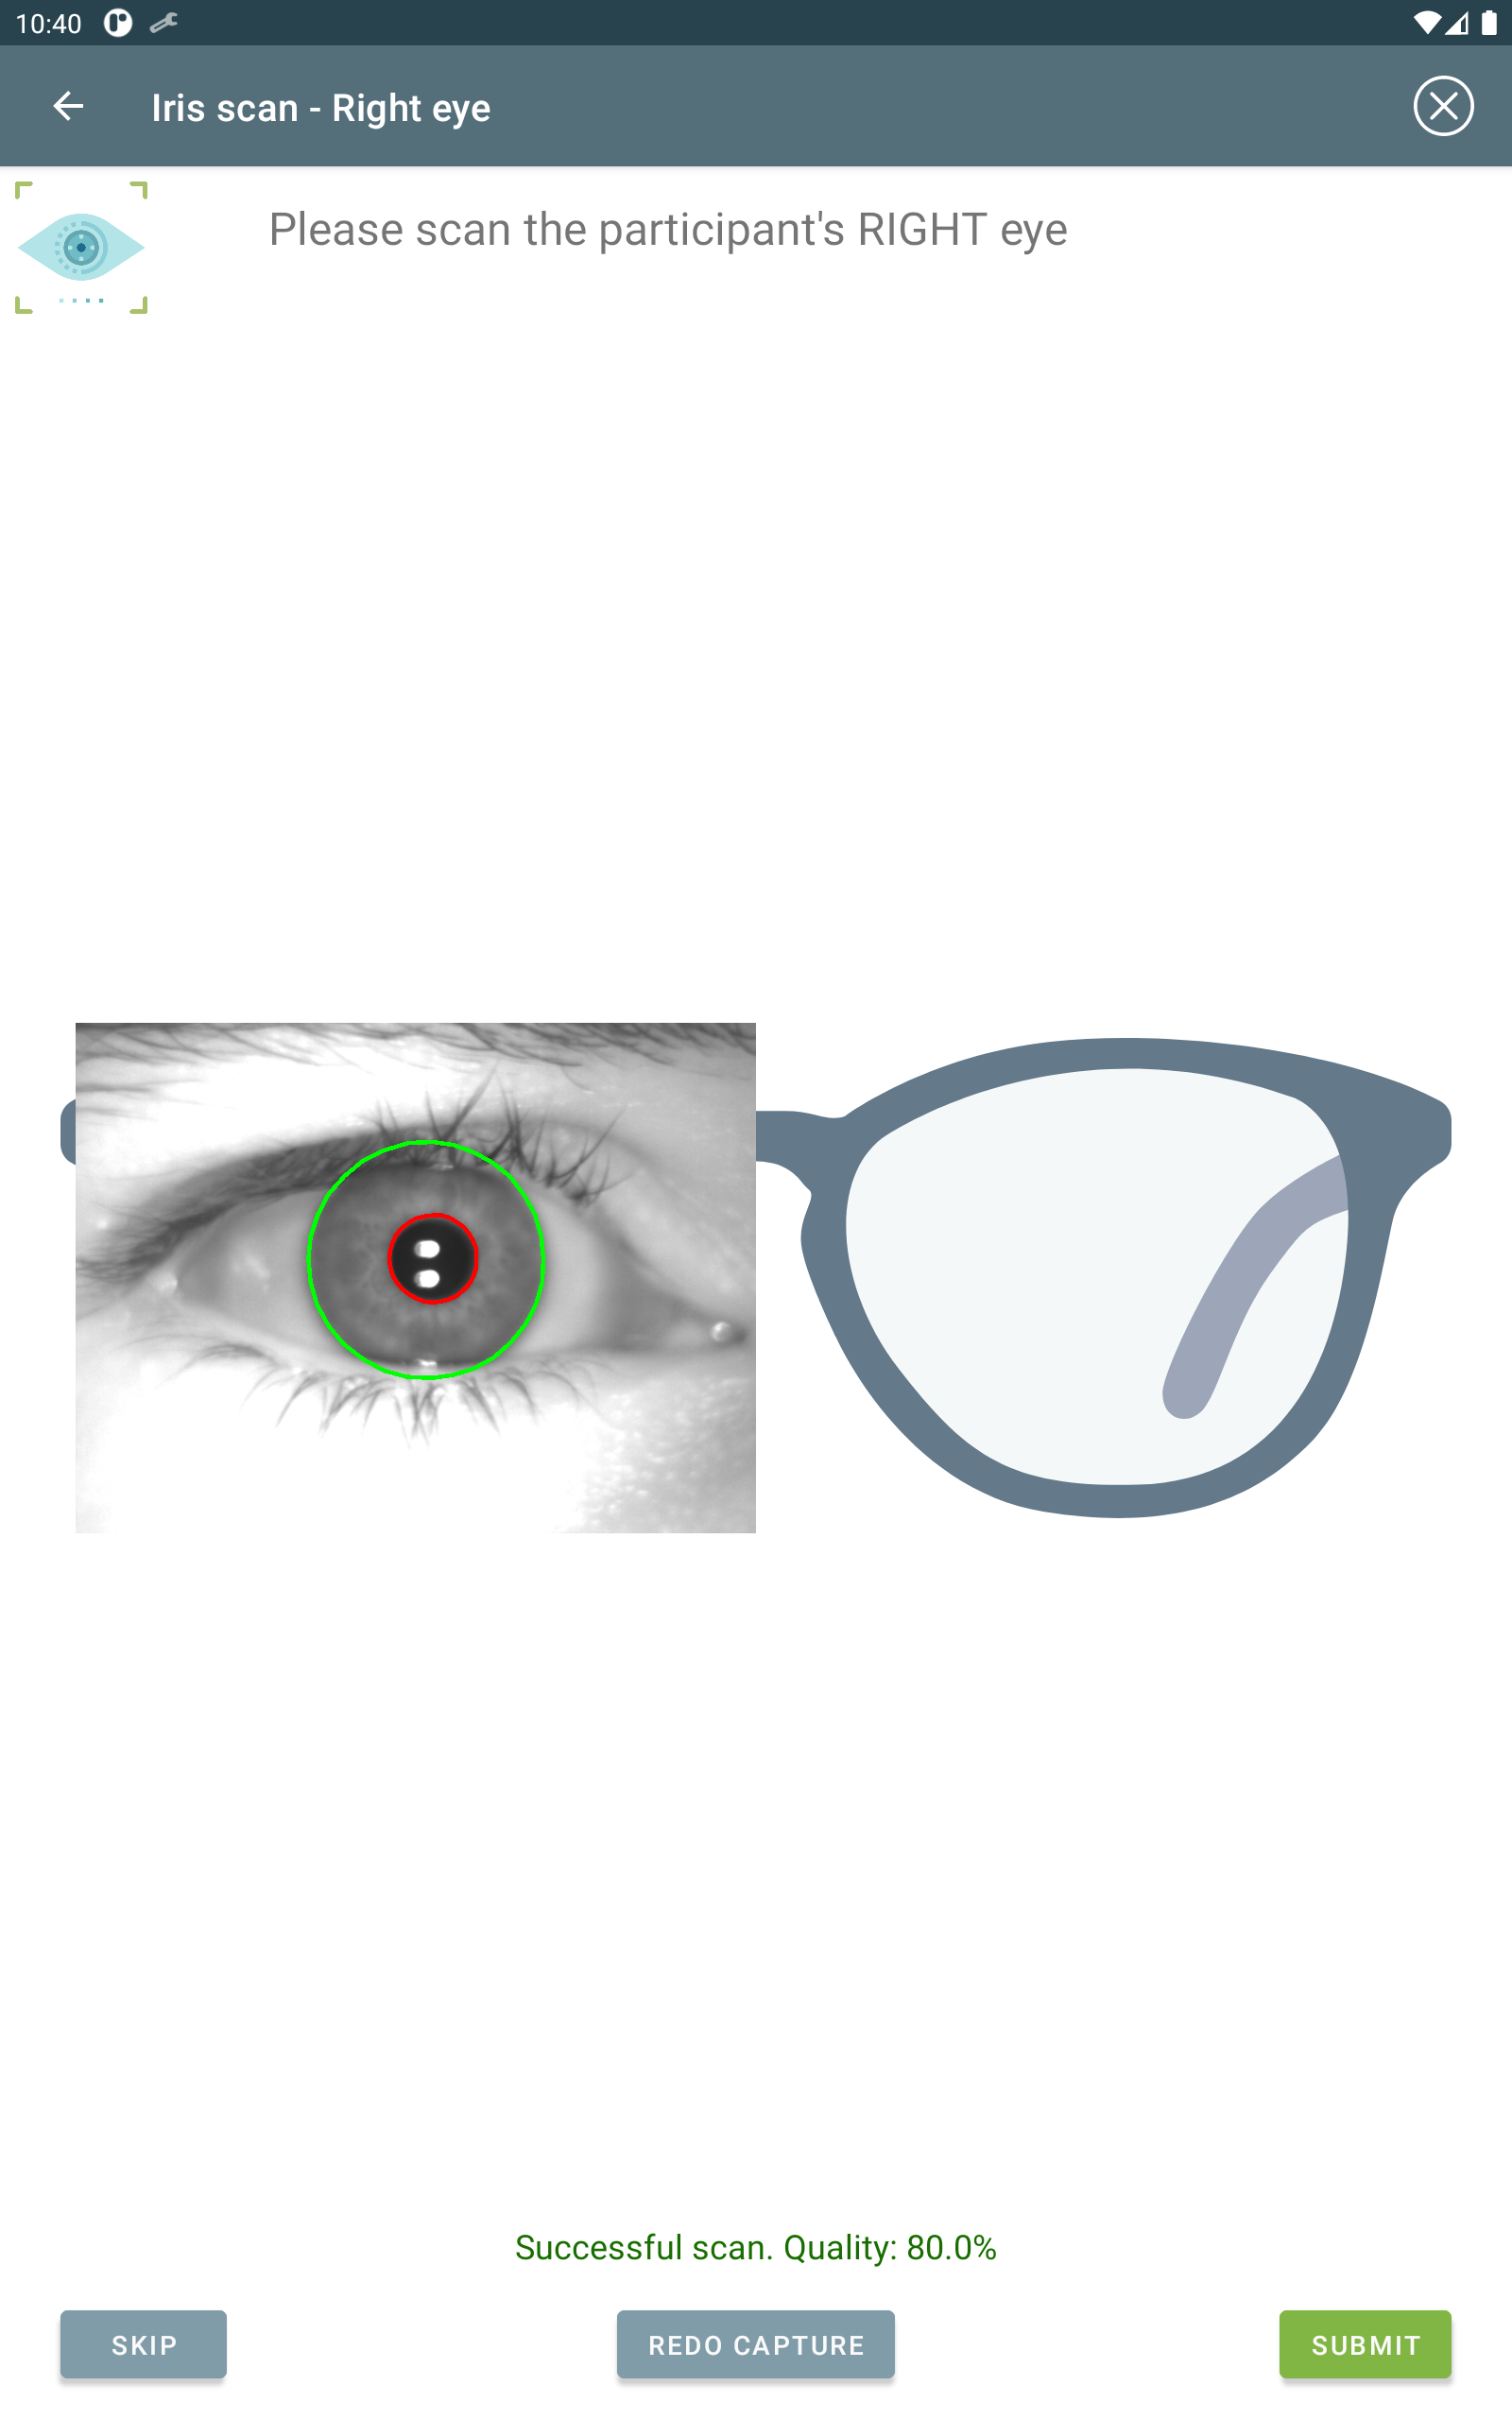 10:40
Iris scan - Right eye
Please scan the participant's RIGHT eye
Successful scan. Quality: 80.0%
SKIP
REDO CAPTURE
SUBMIT